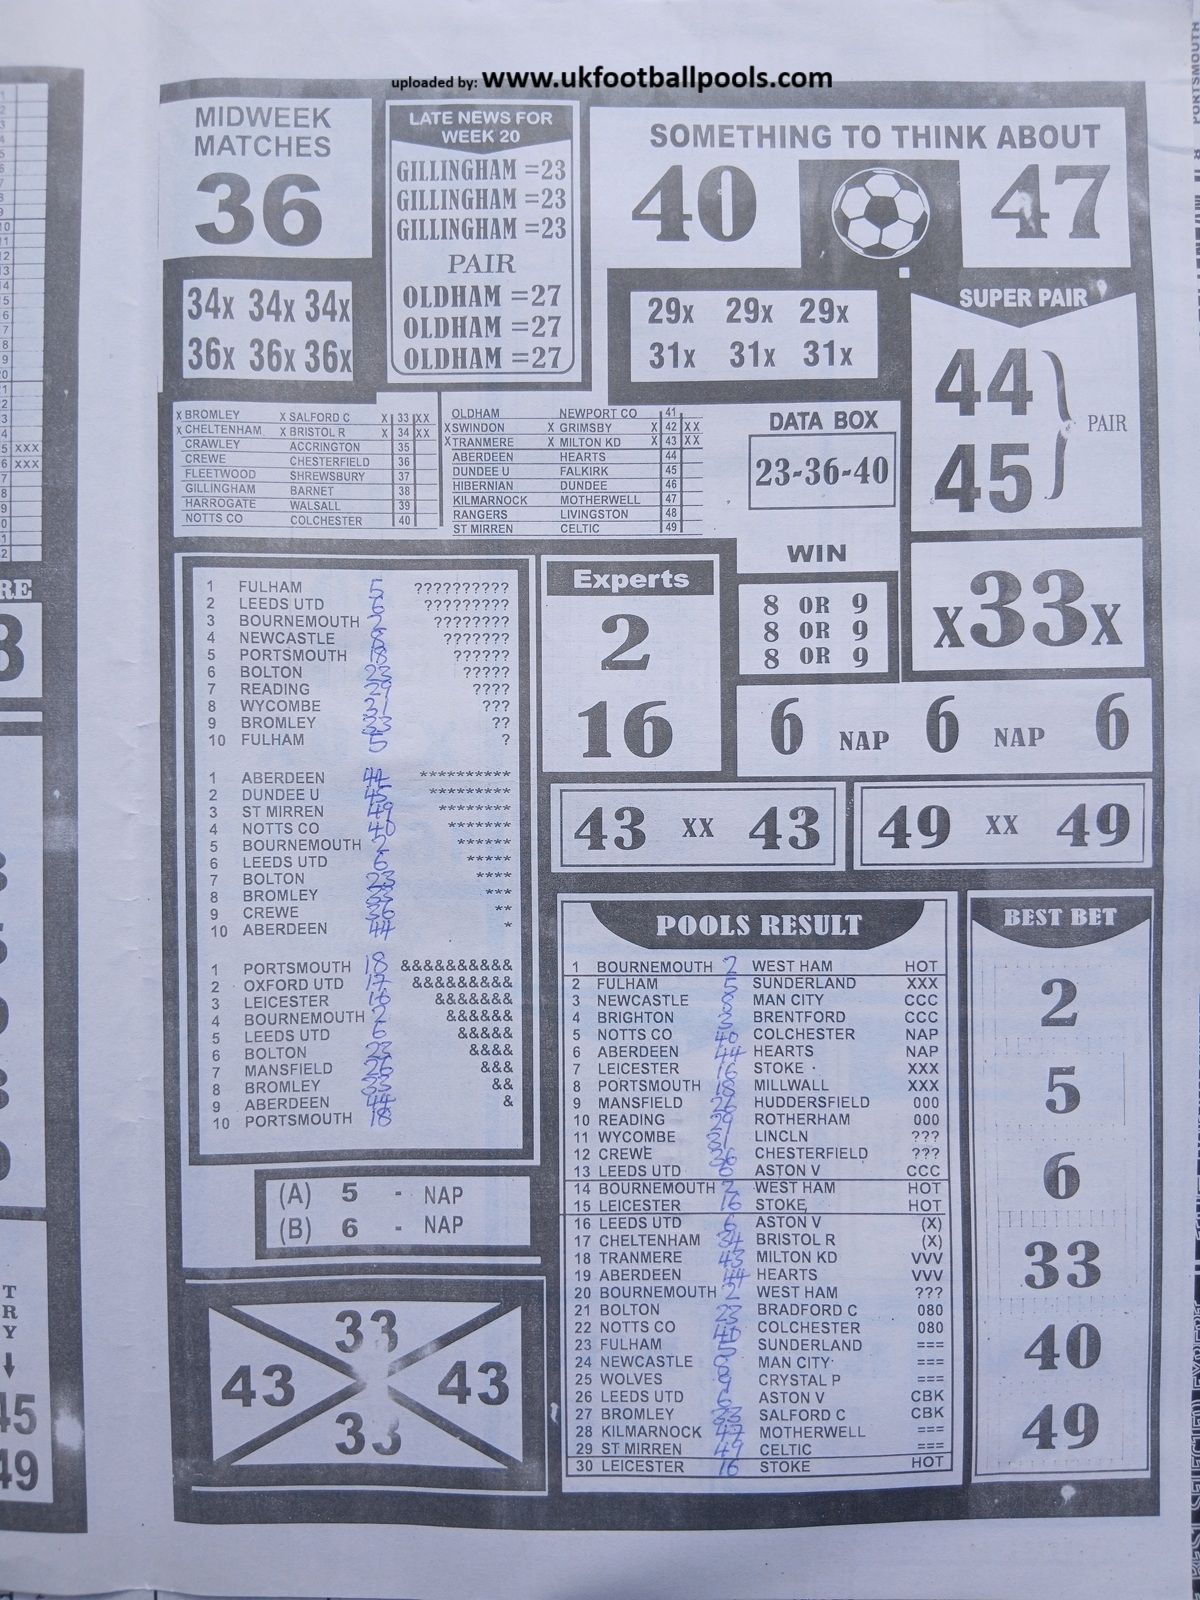 uploaded by: www.ukfootballpools.com
MIDWEEK
MATCHES
36
34x 34x 34x
36x 36x 36x
LATE NEWS FOR
WEEK 20
GILLINGHAM =23
GILLINGHAM =23
GILLINGHAM =23
PAIR
OLDHAM =27
OLDHAM =27
OLDHAM =27
SOMETHING TO THINK ABOUT
40 47
29x 29x 29x
31x 31x 31x
SUPER PAIR
44
45
PAIR
X BROMLEY X SALFORD C X 33 XX
X CHELTENHAM X BRISTOL R X 34 XX
CRAWLEY ACCRINGTON 35
CREWE CHESTERFIELD 36
FLEETWOOD SHREWSBURY 37
GILLINGHAM BARNET 38
HARROGATE WALSALL 39
NOTTS CO COLCHESTER 40
OLDHAM NEWPORT CO 41
XSWINDON X GRIMSBY X 42 XX
XTRANMERE X MILTON KD X 43 XX
ABERDEEN HEARTS 44
DUNDEE U FALKIRK 45
HIBERNIAN DUNDEE 46
KILMARNOCK MOTHERWELL 47
RANGERS LIVINGSTON 48
ST MIRREN CELTIC 49
DATA BOX
23-36-40
WIN
8 OR 9
8 OR 9
8 OR 9
x33x
1 FULHAM 5 ??????????
2 LEEDS UTD 6 ?????????
3 BOURNEMOUTH 2 ????????
4 NEWCASTLE 8 ???????
5 PORTSMOUTH 18 ??????
6 BOLTON 23 ?????
7 READING 29 ????
8 WYCOMBE 31 ???
9 BROMLEY 33 ??
10 FULHAM 5 ?
1 ABERDEEN 44 **********
2 DUNDEE U 45 *********
3 ST MIRREN 49 ********
4 NOTTS CO 40 *******
5 BOURNEMOUTH 2 ******
6 LEEDS UTD 6 *****
7 BOLTON 23 ****
8 BROMLEY 33 ***
9 CREWE 36 **
10 ABERDEEN 44 *
1 PORTSMOUTH 18 &&&&&&&&&&
2 OXFORD UTD 17 &&&&&&&&&
3 LEICESTER 16 &&&&&&&
4 BOURNEMOUTH 2 &&&&&&
5 LEEDS UTD 6 &&&&&
6 BOLTON 23 &&&&
7 MANSFIELD 26 &&&
8 BROMLEY 33 &&
9 ABERDEEN 44 &
10 PORTSMOUTH 18
Experts
2
16
6 NAP 6 NAP 6
43 XX 43
49 XX 49
(A) 5 - NAP
(B) 6 - NAP
33
43 43
33
POOLS RESULT
1 BOURNEMOUTH 2 WEST HAM HOT
2 FULHAM 5 SUNDERLAND XXX
3 NEWCASTLE 8 MAN CITY CCC
4 BRIGHTON 3 BRENTFORD CCC
5 NOTTS CO 40 COLCHESTER NAP
6 ABERDEEN 44 HEARTS NAP
7 LEICESTER 16 STOKE XXX
8 PORTSMOUTH 18 MILLWALL XXX
9 MANSFIELD 26 HUDDERSFIELD 000
10 READING 29 ROTHERHAM 000
11 WYCOMBE 31 LINCLN ???
12 CREWE 36 CHESTERFIELD ???
13 LEEDS UTD 6 ASTON V CCC
14 BOURNEMOUTH 2 WEST HAM HOT
15 LEICESTER 16 STOKE HOT
16 LEEDS UTD 6 ASTON V (X)
17 CHELTENHAM 34 BRISTOL R (X)
18 TRANMERE 43 MILTON KD VVV
19 ABERDEEN 44 HEARTS VVV
20 BOURNEMOUTH 2 WEST HAM ???
21 BOLTON 23 BRADFORD C 080
22 NOTTS CO 40 COLCHESTER 080
23 FULHAM 5 SUNDERLAND ===
24 NEWCASTLE 8 MAN CITY ===
25 WOLVES CRYSTAL P ===
26 LEEDS UTD 6 ASTON V CBK
27 BROMLEY 33 SALFORD C CBK
28 KILMARNOCK 47 MOTHERWELL ===
29 ST MIRREN 49 CELTIC ===
30 LEICESTER 16 STOKE HOT
BEST BET
2
5
6
33
40
49